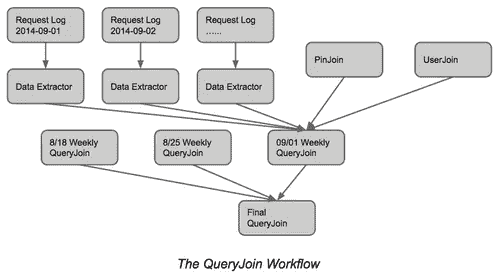 Request Log
2014-09-01
Request Log
2014-09-02
Request Log
......
Data Extractor
Data Extractor
Data Extractor
PinJoin
UserJoin
8/18 Weekly
QueryJoin
8/25 Weekly
QueryJoin
09/01 Weekly
QueryJoin
Final
QueryJoin
The QueryJoin Workflow